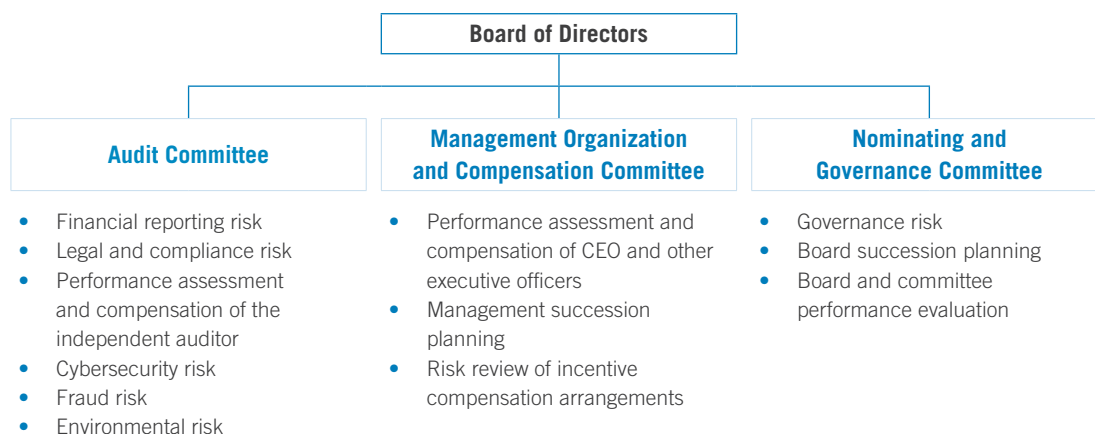 Board of Directors
Audit Committee
• Financial reporting risk
• Legal and compliance risk
• Performance assessment
and compensation of the
independent auditor
• Cybersecurity risk
• Fraud risk
• Environmental risk
Management Organization
and Compensation Committee
• Performance assessment and
compensation of CEO and other
executive officers
• Management succession
planning
• Risk review of incentive
compensation arrangements
Nominating and
Governance Committee
• Governance risk
• Board succession planning
• Board and committee
performance evaluation